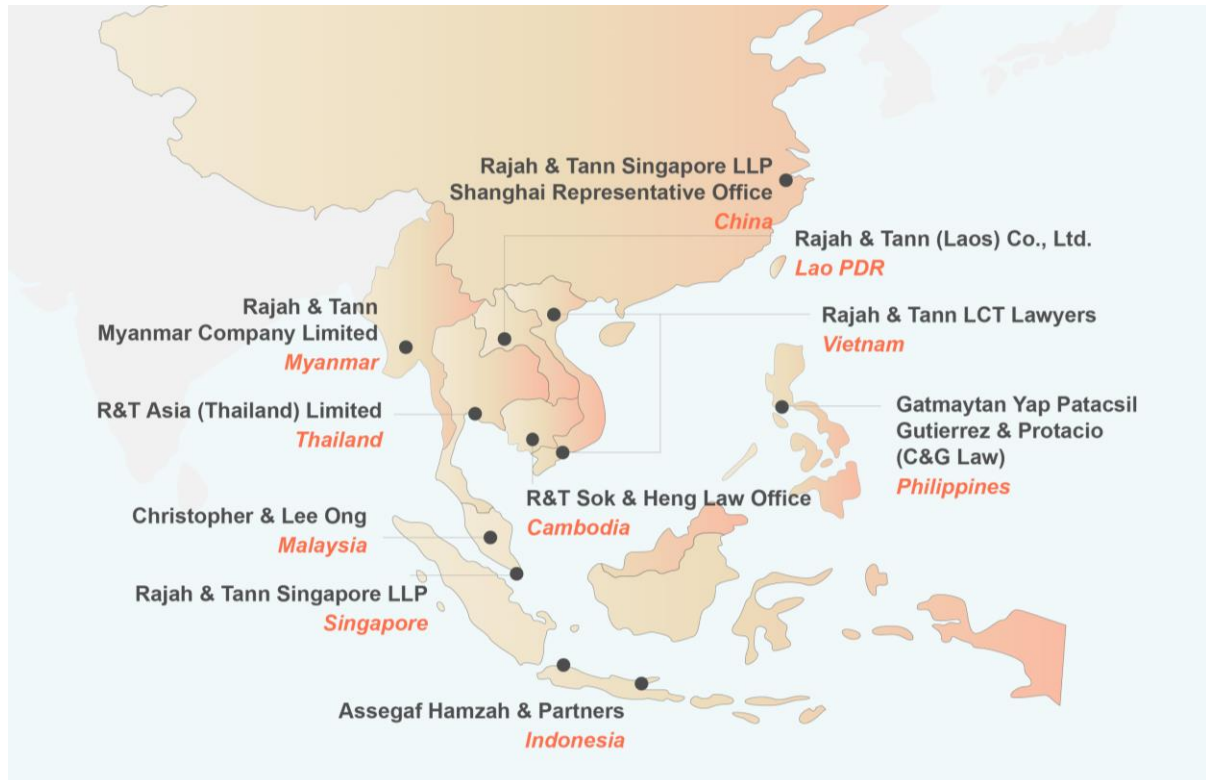 Rajah & Tann Singapore LLP
Shanghai Representative Office
China
Rajah & Tann (Laos) Co., Ltd.
Lao PDR
Rajah & Tann
Myanmar Company Limited
Myanmar
Rajah & Tann LCT Lawyers
Vietnam
R&T Asia (Thailand) Limited
Thailand
Gatmaytan Yap Patacsil
Gutierrez & Protacio
(C&G Law)
Philippines
R&T Sok & Heng Law Office
Cambodia
Christopher & Lee Ong
Malaysia
Rajah & Tann Singapore LLP
Singapore
Assegaf Hamzah & Partners
Indonesia